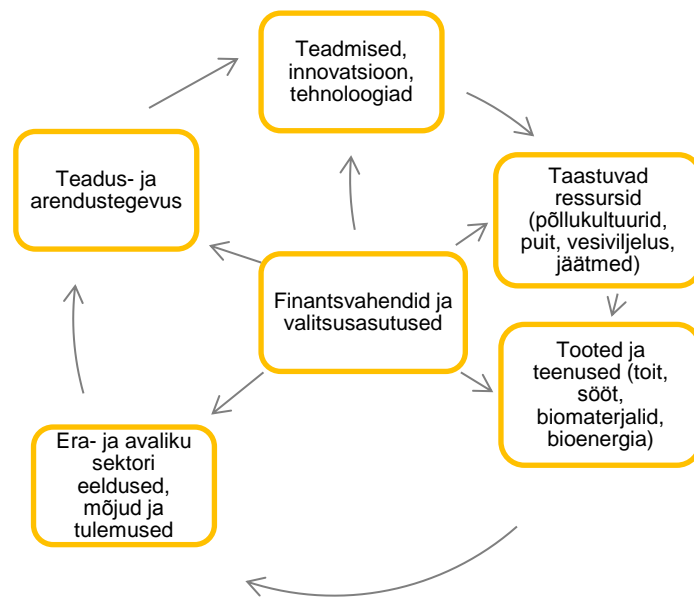 Teadmised,
innovatsioon,
tehnoloogiad
Teadus- ja
arendustegevus
Taastuvad
ressursid
(põllukultuurid,
puit, vesiviljelus,
jäätmed)
Finantsvahendid ja
valitsusasutused
Tooted ja
teenused (toit,
sööt,
biomaterjalid,
bioenergia)
Era- ja avaliku
sektori
eeldused,
mõjud ja
tulemused